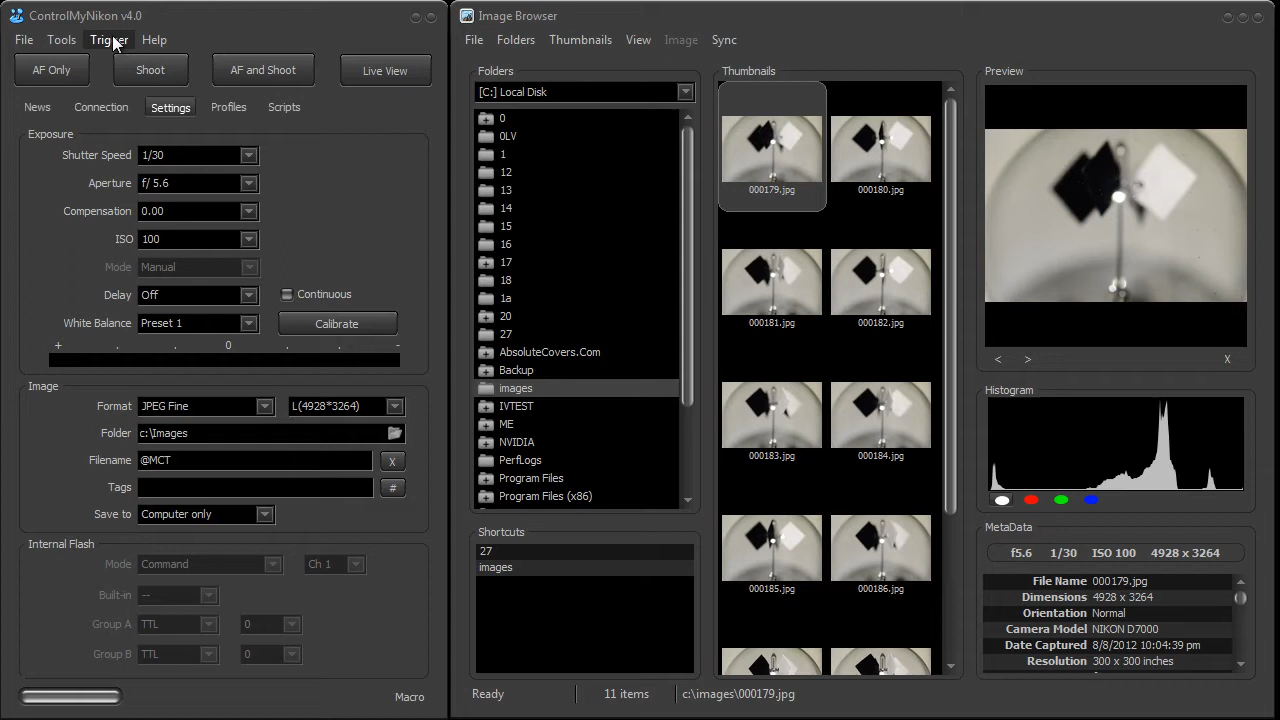 ControlMyNikon v4.0
File Tools Trigger Help
AF Only Shoot AF and Shoot Live View
News Connection Settings Profiles Scripts
Exposure
Shutter Speed 1/30
Aperture f/ 5.6
Compensation 0.00
ISO 100
Mode Manual
Delay Off Continuous
White Balance Preset 1 Calibrate
+ . . 0 . . -
Image
Format JPEG Fine L(4928*3264)
Folder c:\Images
Filename @MCT X
Tags #
Save to Computer only
Internal Flash
Mode Command Ch 1
Built-in --
Group A TTL 0
Group B TTL 0
Macro
Image Browser
File Folders Thumbnails View Image Sync
Folders
[C:] Local Disk
0
0LV
1
12
13
14
15
16
17
18
1a
20
27
AbsoluteCovers.Com
Backup
images
IVTEST
ME
NVIDIA
PerfLogs
Program Files
Program Files (x86)
Shortcuts
27
images
Thumbnails
000179.jpg 000180.jpg
000181.jpg 000182.jpg
000183.jpg 000184.jpg
000185.jpg 000186.jpg
Preview
< > X
Histogram
MetaData
f5.6 1/30 ISO 100 4928 x 3264
File Name 000179.jpg
Dimensions 4928 x 3264
Orientation Normal
Camera Model NIKON D7000
Date Captured 8/8/2012 10:04:39 pm
Resolution 300 x 300 inches
Ready 11 items c:\images\000179.jpg